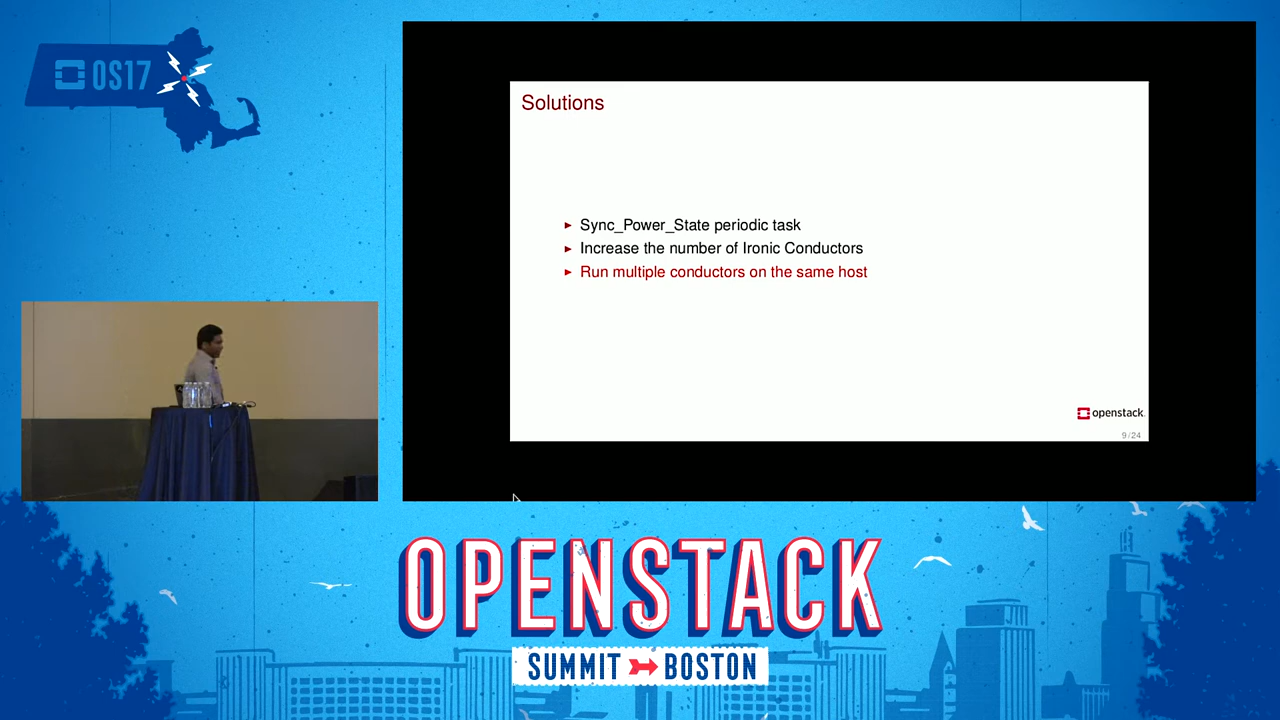 OS17
Solutions
Sync_Power_State periodic task
Increase the number of Ironic Conductors
Run multiple conductors on the same host
openstack.
9/24
OPENSTACK
SUMMIT BOSTON